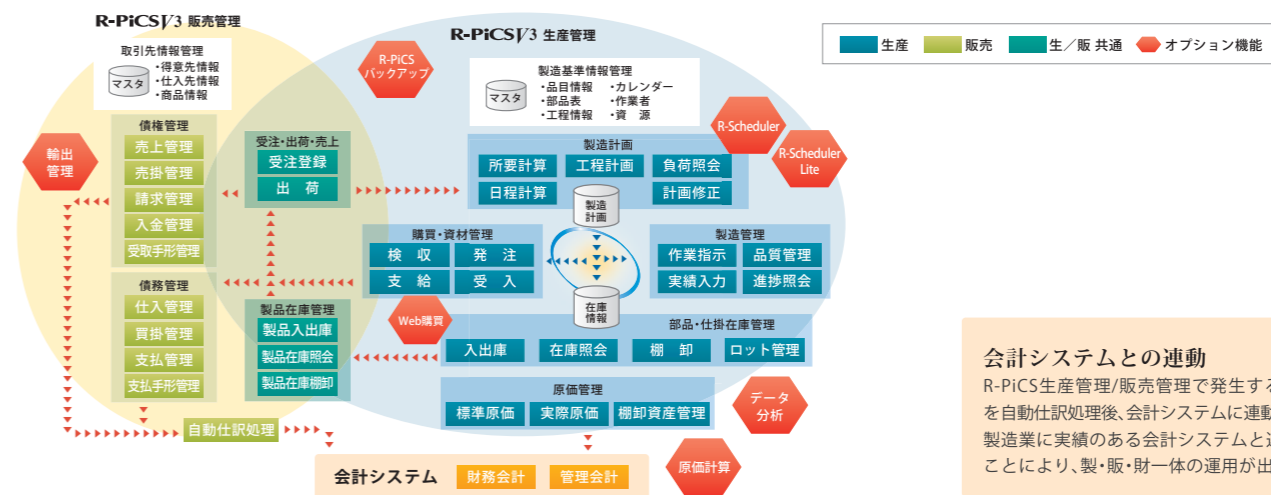 R-PiCSV3 販売管理
取引先情報管理
マスタ
・得意先情報
・仕入先情報
・商品情報
R-PiCSV3 生産管理
R-PiCS
バックアップ
製造基準情報管理
マスタ
・品目情報 ・カレンダー
・部品表 ・作業者
・工程情報 ・資 源
生産 販売 生／販 共通 オプション機能
R-Scheduler
R-Scheduler
Lite
輸出
管理
債権管理
売上管理
売掛管理
請求管理
入金管理
受取手形管理
受注・出荷・売上
受注登録
出 荷
製造計画
所要計算 工程計画 負荷照会
日程計算 計画修正
製造
計画
購買・資材管理
検 収 発 注
支 給 受 入
製造管理
作業指示 品質管理
実績入力 進捗照会
債務管理
仕入管理
買掛管理
支払管理
支払手形管理
製品在庫管理
製品入出庫
製品在庫照会
製品在庫棚卸
Web購買
在庫
情報
部品・仕掛在庫管理
入出庫 在庫照会 棚 卸 ロット管理
原価管理
標準原価 実際原価 棚卸資産管理
データ
分析
原価計算
自動仕訳処理
会計システム 財務会計 管理会計
会計システムとの連動
R-PiCS生産管理/販売管理で発生する
を自動仕訳処理後、会計システムに連動
製造業に実績のある会計システムと連
ことにより、製・販・財一体の運用が出